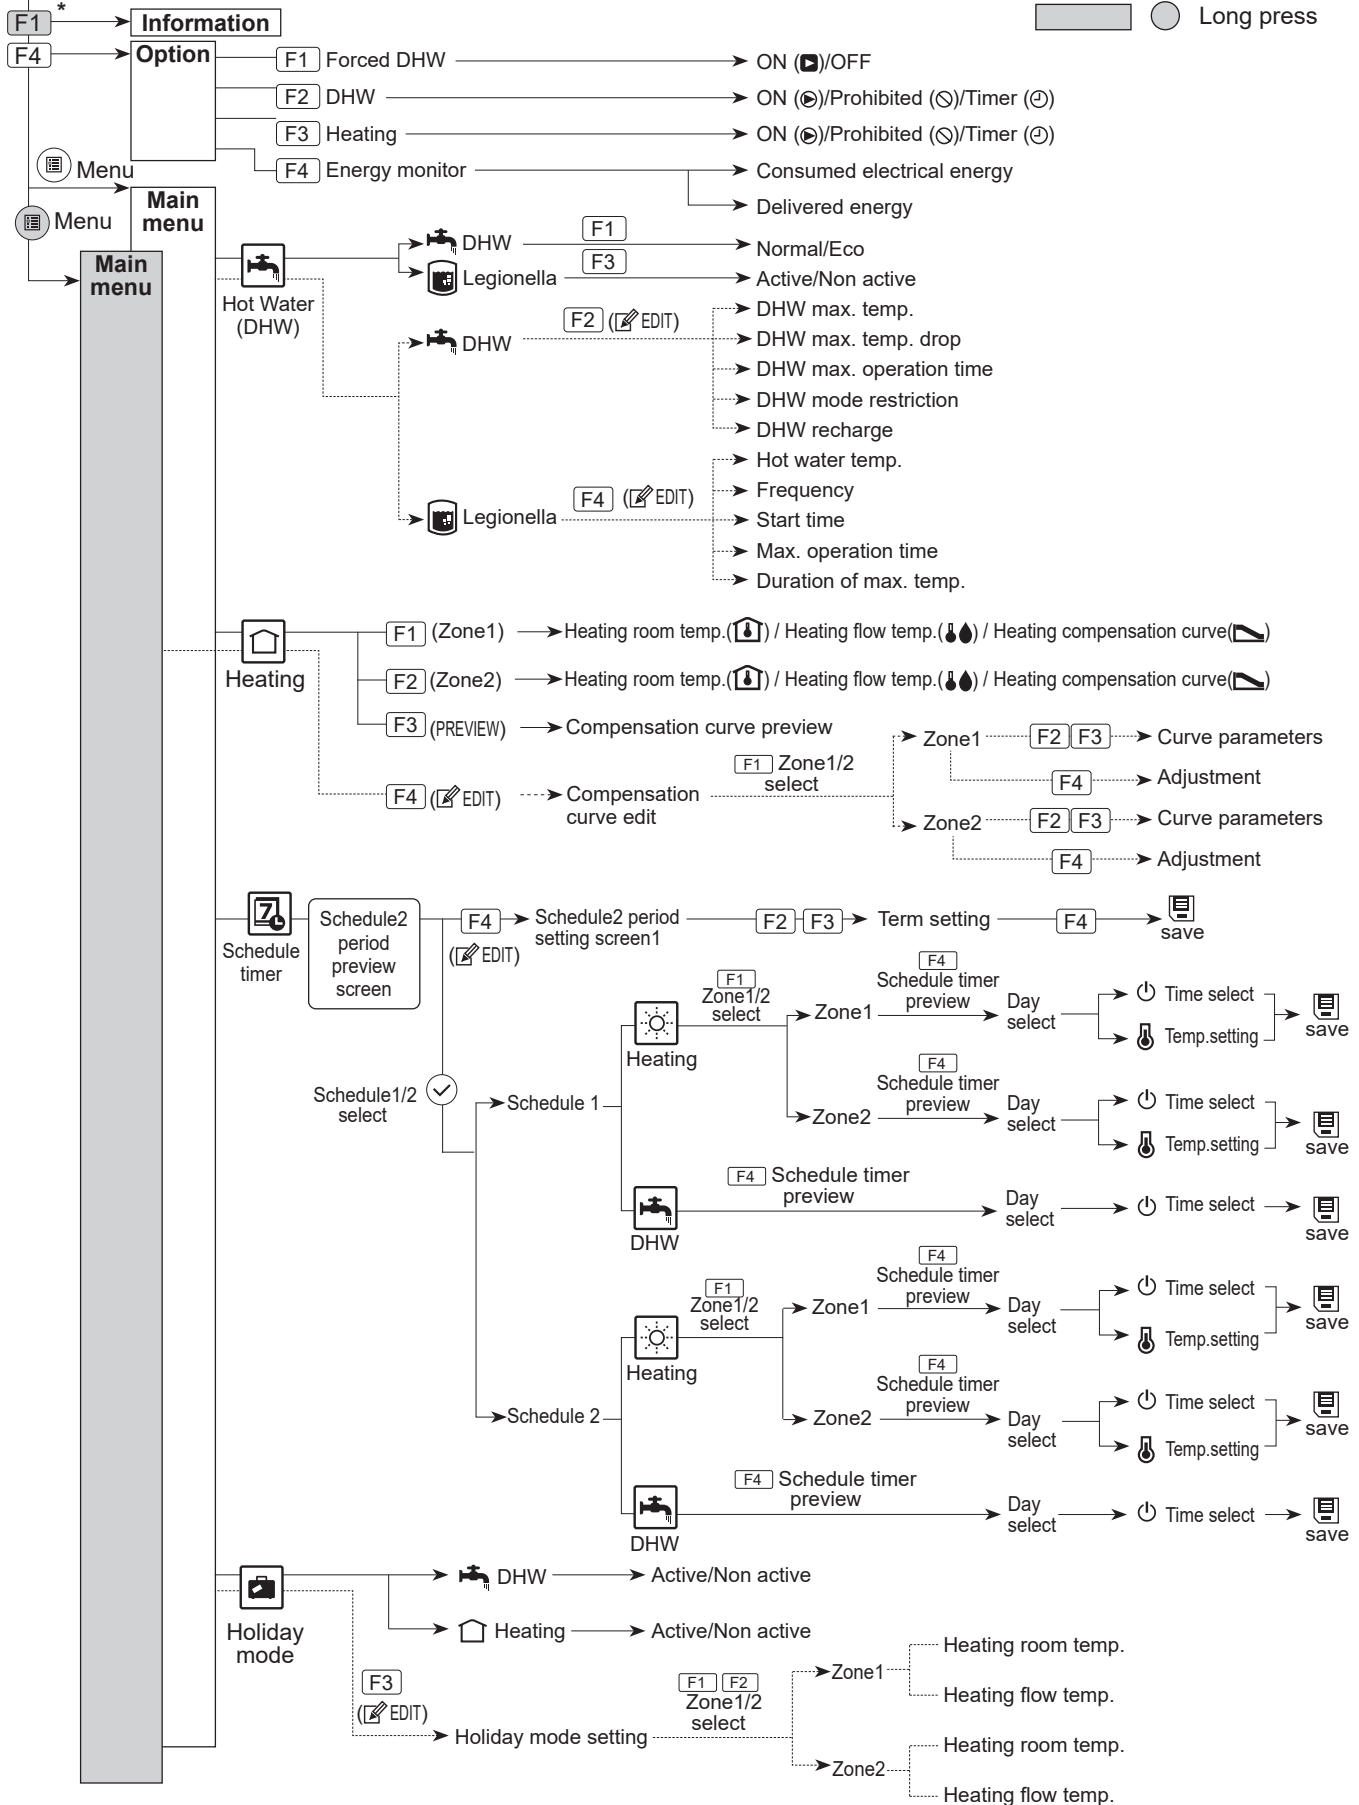 F1 * Information
Long press
F4 Option
F1 Forced DHW ON ( )/OFF
F2 DHW ON ( )/Prohibited ( )/Timer ( )
F3 Heating ON ( )/Prohibited ( )/Timer ( )
F4 Energy monitor Consumed electrical energy
Delivered energy
Menu
Main
menu
Menu
Main
menu
Hot Water
(DHW)
DHW F1 Normal/Eco
Legionella F3 Active/Non active
DHW F2 ( EDIT)
DHW max. temp.
DHW max. temp. drop
DHW max. operation time
DHW mode restriction
DHW recharge
Legionella F4 ( EDIT)
Hot water temp.
Frequency
Start time
Max. operation time
Duration of max. temp.
Heating
F1 (Zone1) Heating room temp.( ) / Heating flow temp.( ) / Heating compensation curve( )
F2 (Zone2) Heating room temp.( ) / Heating flow temp.( ) / Heating compensation curve( )
F3 (PREVIEW) Compensation curve preview
F4 ( EDIT) Compensation
curve edit
F1 Zone1/2
select
Zone1 F2 F3 Curve parameters
F4 Adjustment
Zone2 F2 F3 Curve parameters
F4 Adjustment
7
Schedule
timer
Schedule2
period
preview
screen
F4
( EDIT)
Schedule2 period
setting screen1
F2 F3 Term setting F4 save
Schedule1/2
select
Schedule 1
Heating
F1
Zone1/2
select
Zone1
F4
Schedule timer
preview
Day
select
Time select
Temp.setting
save
Zone2
F4
Schedule timer
preview
Day
select
Time select
Temp.setting
save
DHW
F4 Schedule timer
preview
Day
select
Time select
save
Schedule 2
Heating
F1
Zone1/2
select
Zone1
F4
Schedule timer
preview
Day
select
Time select
Temp.setting
save
Zone2
F4
Schedule timer
preview
Day
select
Time select
Temp.setting
save
DHW
F4 Schedule timer
preview
Day
select
Time select
save
Holiday
mode
DHW Active/Non active
Heating Active/Non active
F3
( EDIT)
Holiday mode setting
F1 F2
Zone1/2
select
Zone1
Heating room temp.
Heating flow temp.
Zone2
Heating room temp.
Heating flow temp.